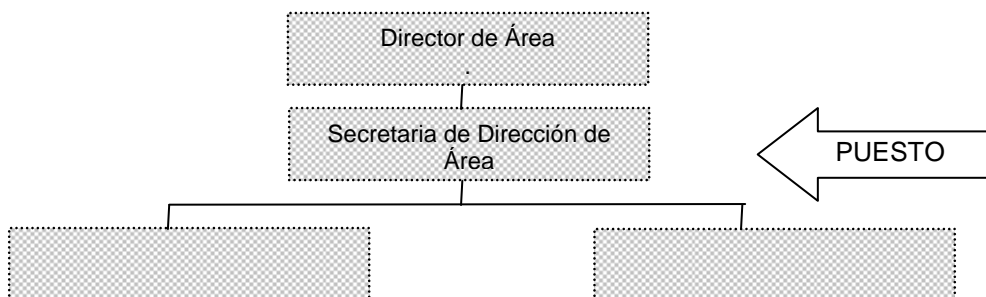 Director de Área
.
Secretaria de Dirección de
Área
PUESTO